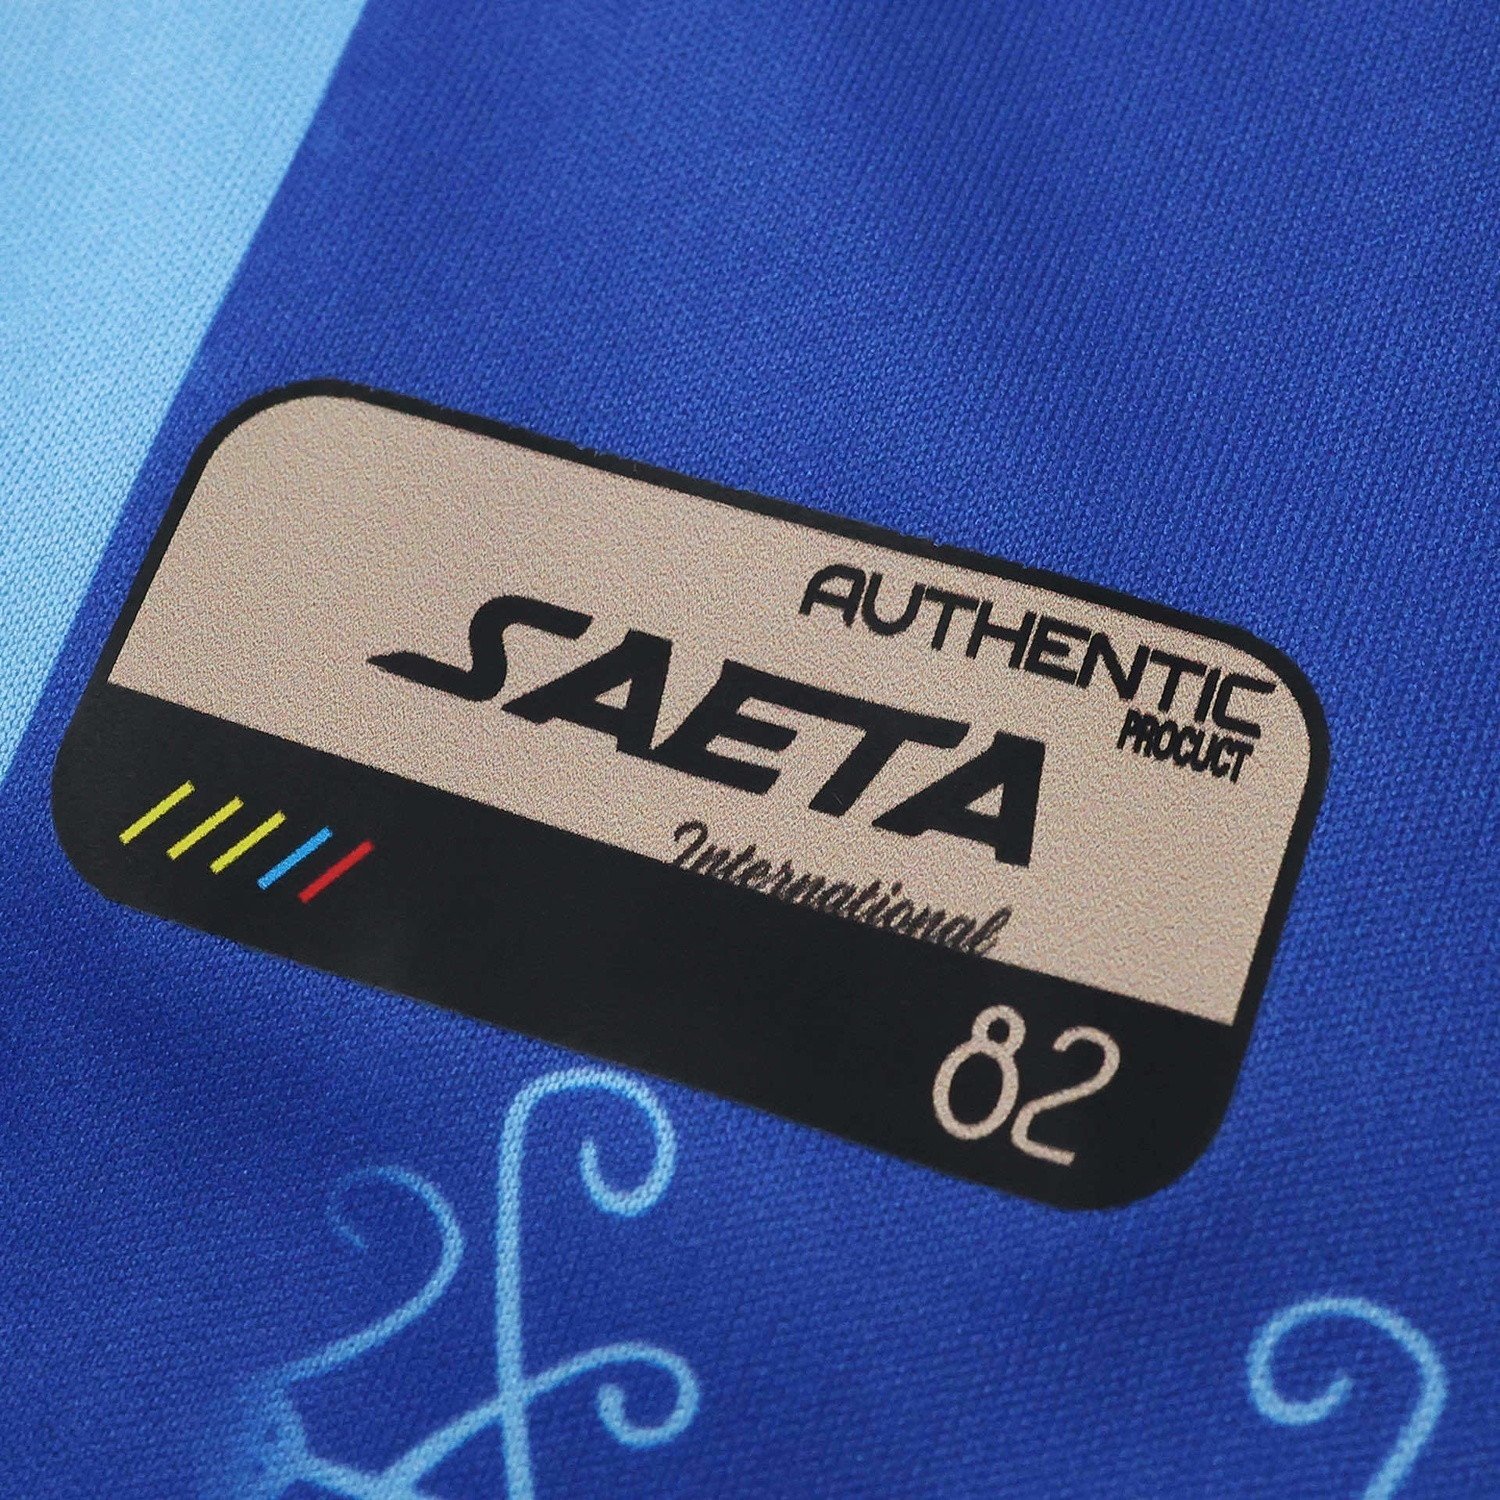 AUTHENTIC
PROCUCT
SAETA
International
82